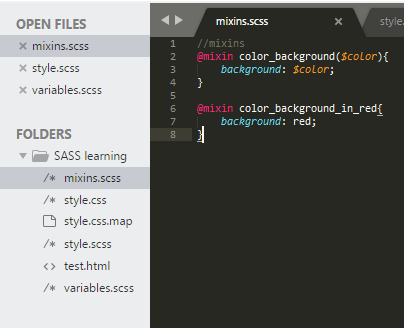 OPEN FILES
mixins.scss
style.scss
variables.scss
FOLDERS
SASS learning
/* mixins.scss
/* style.css
style.css.map
/* style.scss
<> test.html
/* variables.scss
mixins.scss
style.
1 //mixins
2 @mixin color_background($color){
3 background: $color;
4 }
5
6 @mixin color_background_in_red{
7 background: red;
8 }